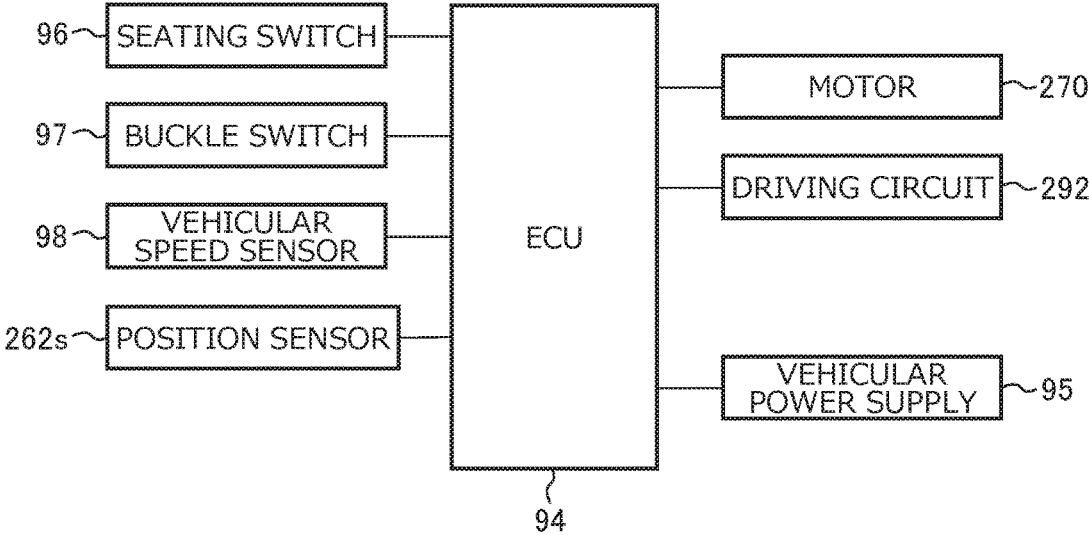 96 SEATING SWITCH
97 BUCKLE SWITCH
98 VEHICULAR
SPEED SENSOR
262s POSITION SENSOR
ECU
94
MOTOR 270
DRIVING CIRCUIT 292
VEHICULAR
POWER SUPPLY 95